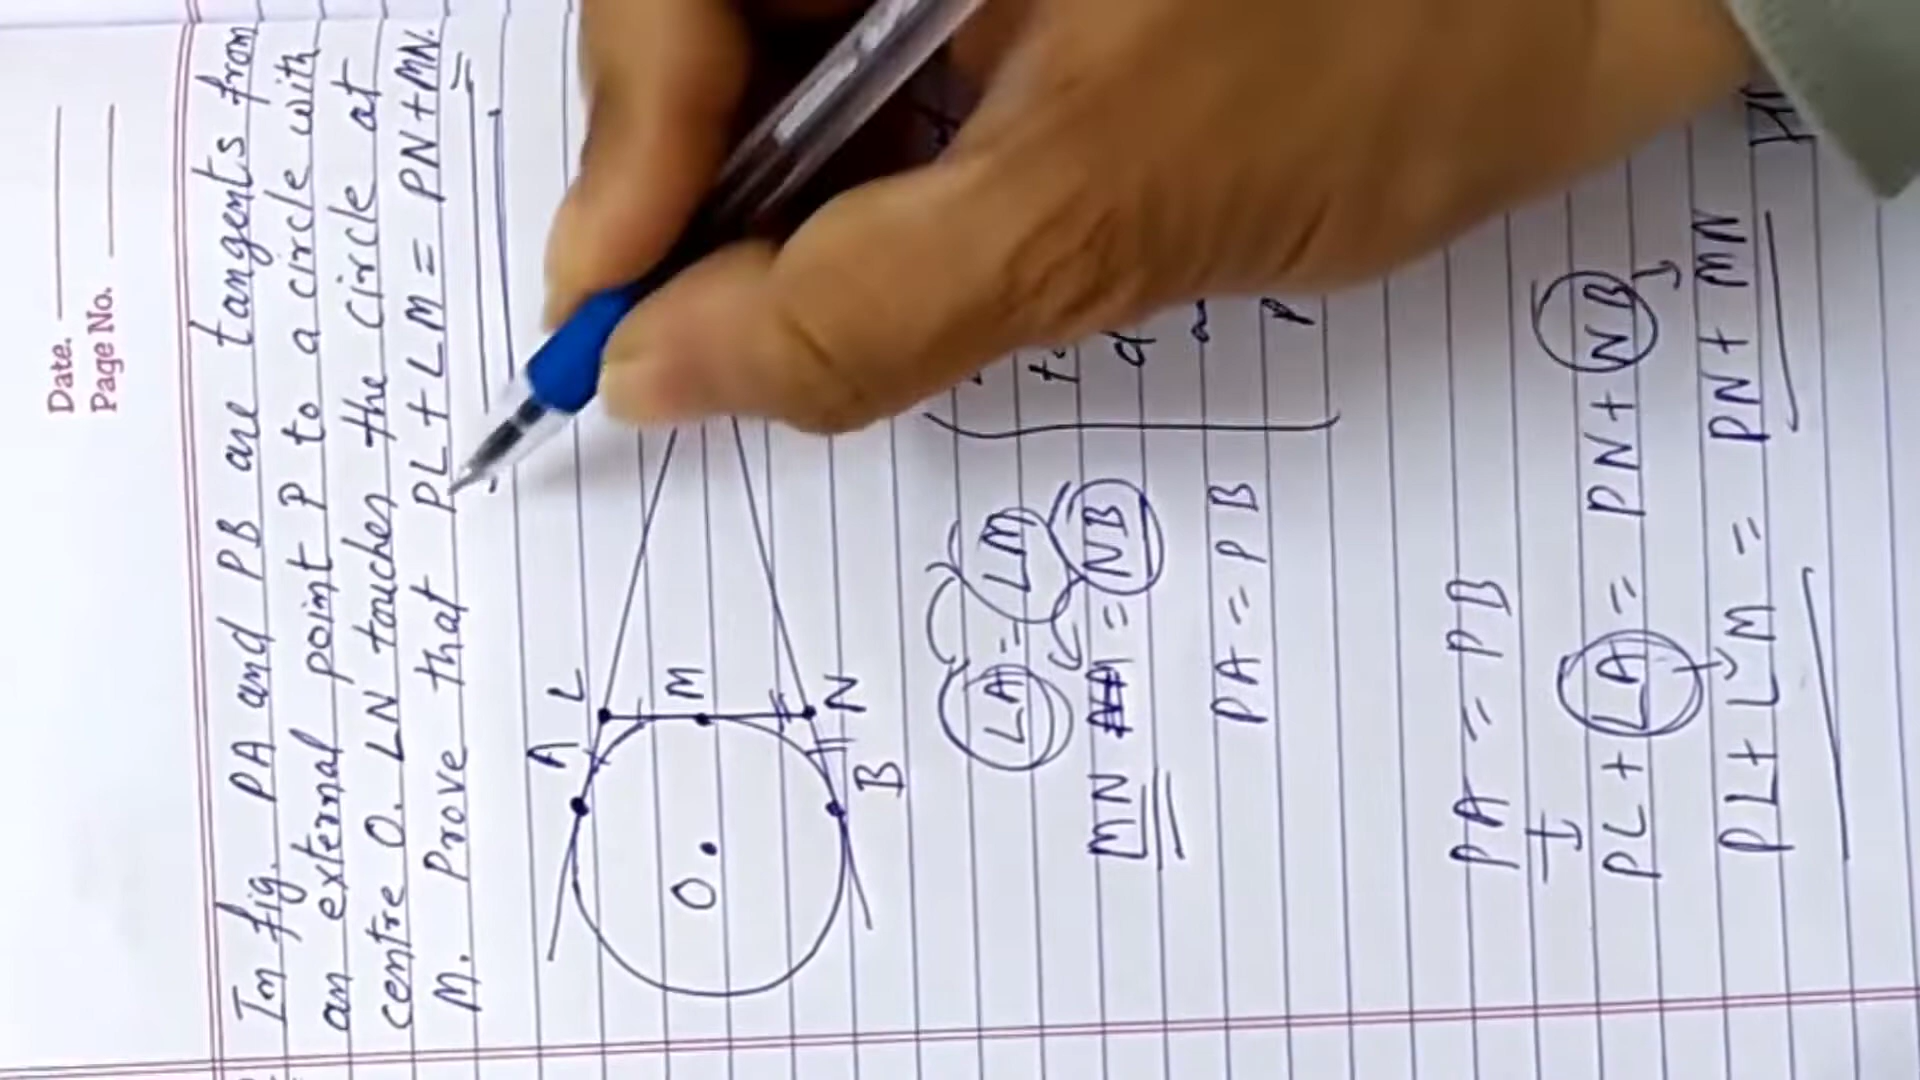 Date.
Page No.
In fig. PA and PB are tangents from
an external point P to a circle with
centre O. LN touches the circle at
M. Prove that PL + LM = PN + MN.
A
L
M
N
B
O
LA = LM
MN = NB
PA = PB
PA = PB
PL + LA = PN + NB
PL + LM = PN + MN